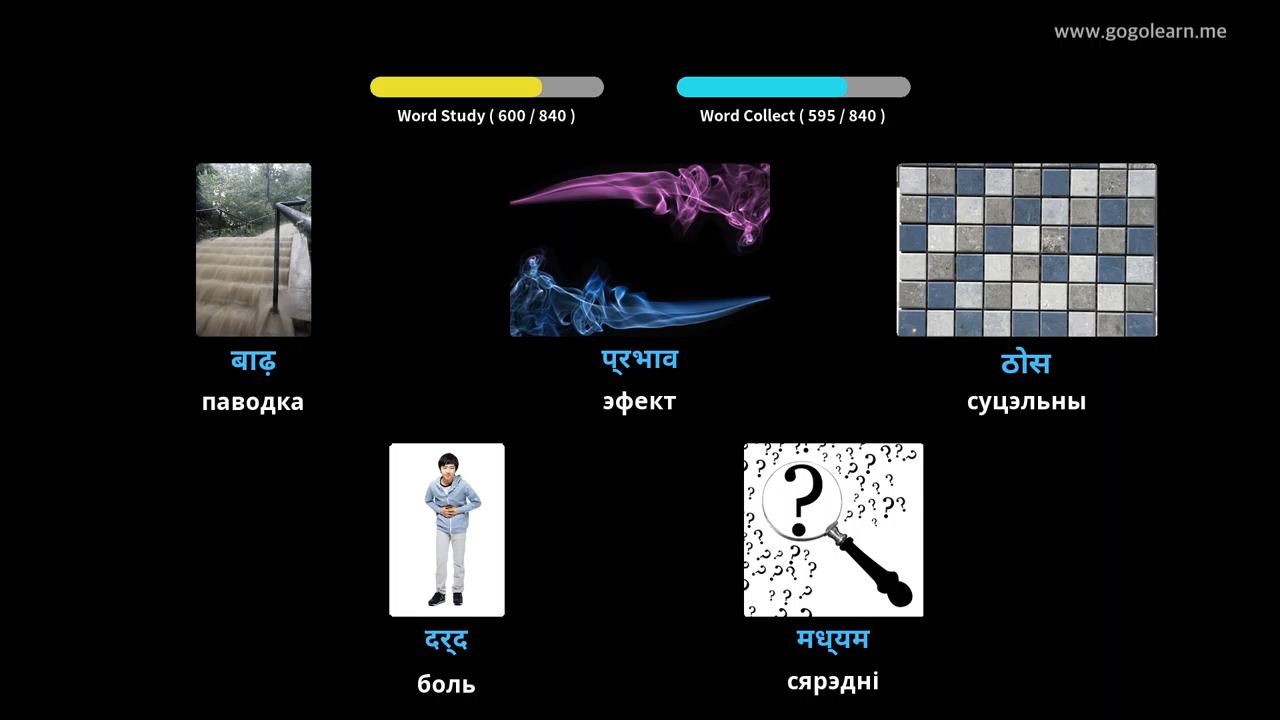 www.gogolearn.me
Word Study ( 600 / 840 )
Word Collect ( 595 / 840 )
बाढ़
प्रभाव
ठोस
паводка
эфект
суцэльны
दर्द
मध्यम
боль
сярэдні